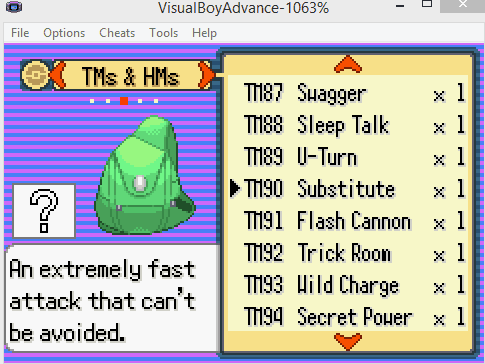 VisualBoyAdvance-1063%
File Options Cheats Tools Help
TMs & HMs
TM87 Swagger x 1
TM88 Sleep Talk x 1
TM89 U-Turn x 1
TM90 Substitute x 1
TM91 Flash Cannon x 1
TM92 Trick Room x 1
TM93 Wild Charge x 1
TM94 Secret Power x 1
?
An extremely fast
attack that can't
be avoided.